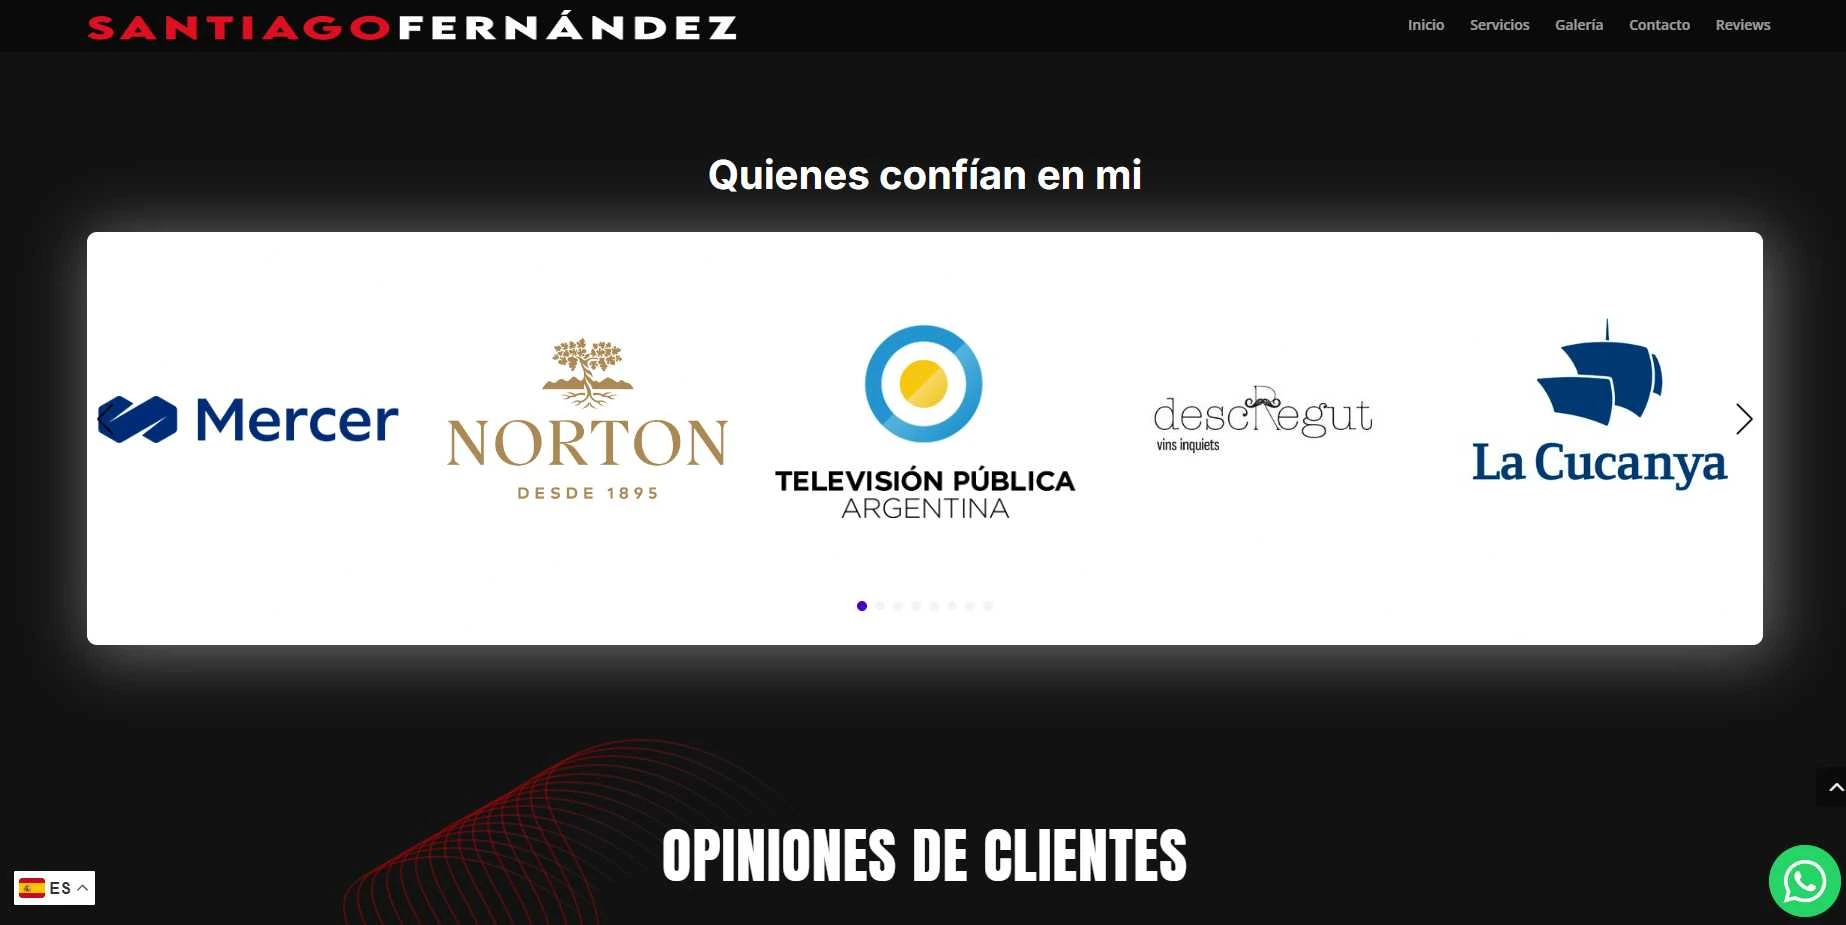 SANTIAGOFERNÁNDEZ
Inicio Servicios Galería Contacto Reviews
Quienes confían en mi
Mercer
NORTON
DESDE 1895
TELEVISIÓN PÚBLICA
ARGENTINA
descRegut
vins inquiets
La Cucanya
OPINIONES DE CLIENTES
ES